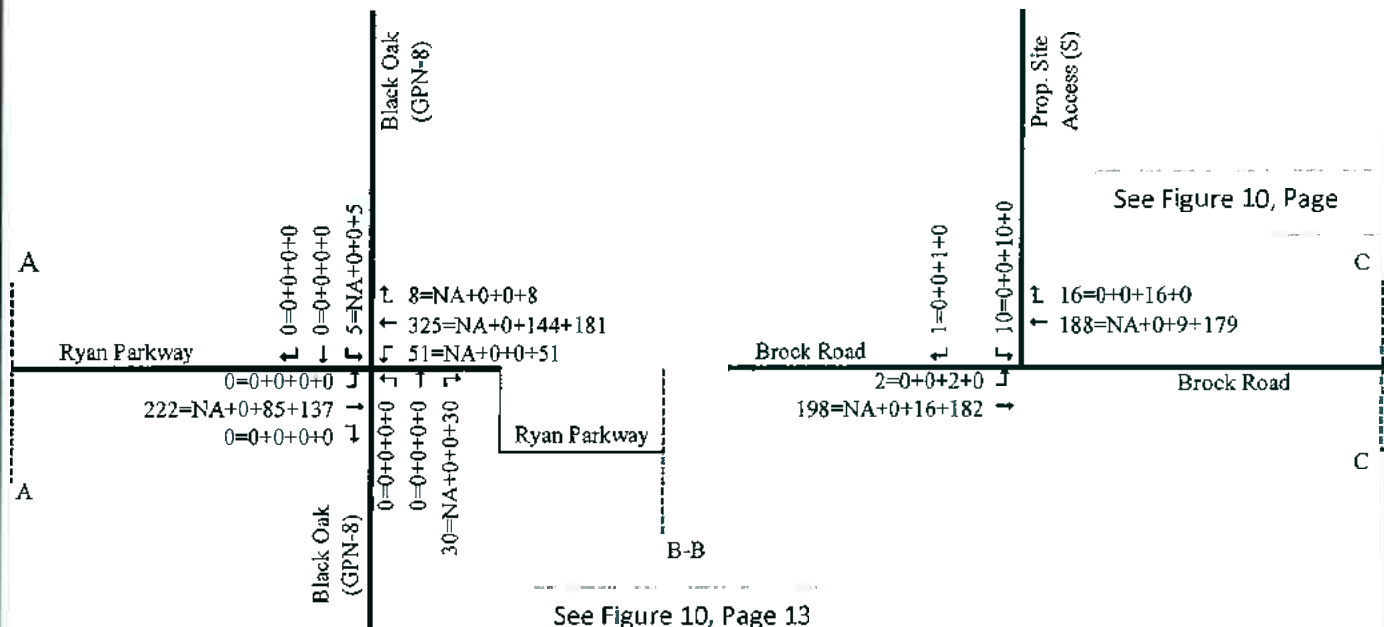 Black Oak
(GPN-8)
0=0+0+0+0
0=0+0+0+0
5=NA+0+0+5
A
8=NA+0+0+8
325=NA+0+144+181
51=NA+0+0+51
Ryan Parkway
0=0+0+0+0
222=NA+0+85+137
0=0+0+0+0
A
0=0+0+0+0
0=0+0+0+0
30=NA+0+0+30
Ryan Parkway
Black Oak
(GPN-8)
B-B
See Figure 10, Page 13
Prop. Site
Access (S)
See Figure 10, Page
1=0+0+1+0
10=0+0+10+0
C
16=0+0+16+0
188=NA+0+9+179
Brock Road
2=0+0+2+0
198=NA+0+16+182
Brock Road
C